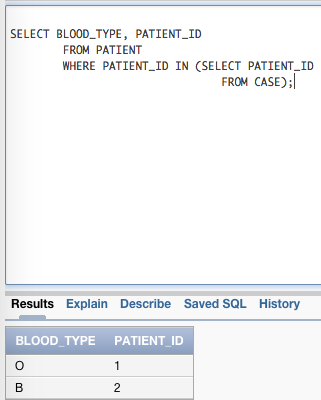 SELECT BLOOD_TYPE, PATIENT_ID
FROM PATIENT
WHERE PATIENT_ID IN (SELECT PATIENT_ID
FROM CASE);
Results Explain Describe Saved SQL History
BLOOD_TYPE PATIENT_ID
O 1
B 2